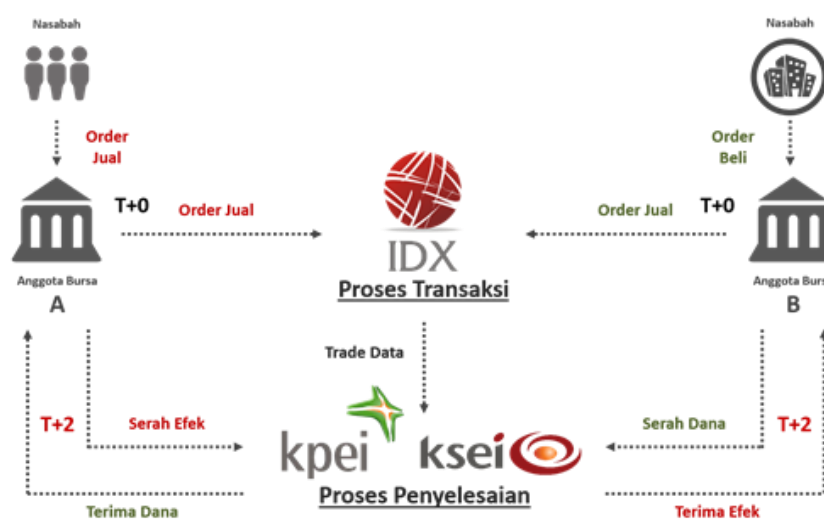 Nasabah
Nasabah
Order
Jual
Order
Beli
T+0
Order Jual
Order Jual
T+0
IDX
Proses Transaksi
Anggota Bursa
A
Anggota Bursa
B
Trade Data
T+2
Serah Efek
kpei
ksei
Serah Dana
T+2
Proses Penyelesaian
Terima Dana
Terima Efek